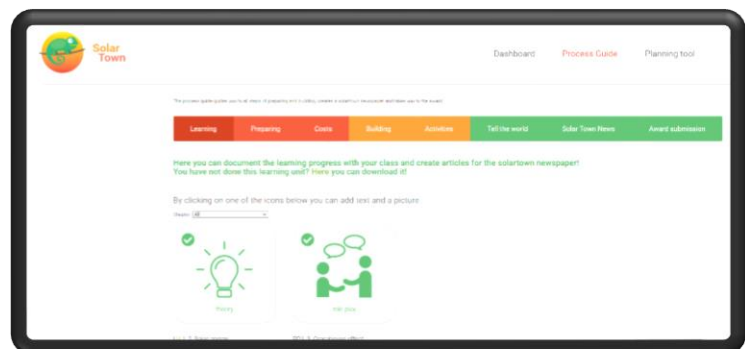 Solar
Town
Dashboard
Process Guide
Planning tool
Learning
Preparing
Costs
Building
Activities
Tell the world
Solar Town News
Award submission
Here you can document the learning progress with your class and create articles for the solartown newspaper!
You have not done this learning unit? Here you can download it!
By clicking on one of the icons below you can add text and a picture